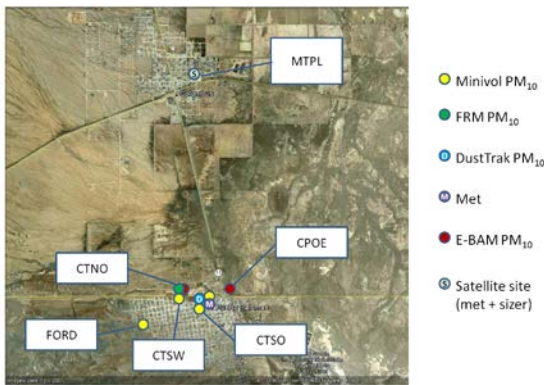 MTPL
S
Minivol PM₁₀
FRM PM₁₀
D DustTrak PM₁₀
M Met
E-BAM PM₁₀
S Satellite site
(met + sizer)
CPOE
CTNO
D
M
FORD
CTSW
CTSO